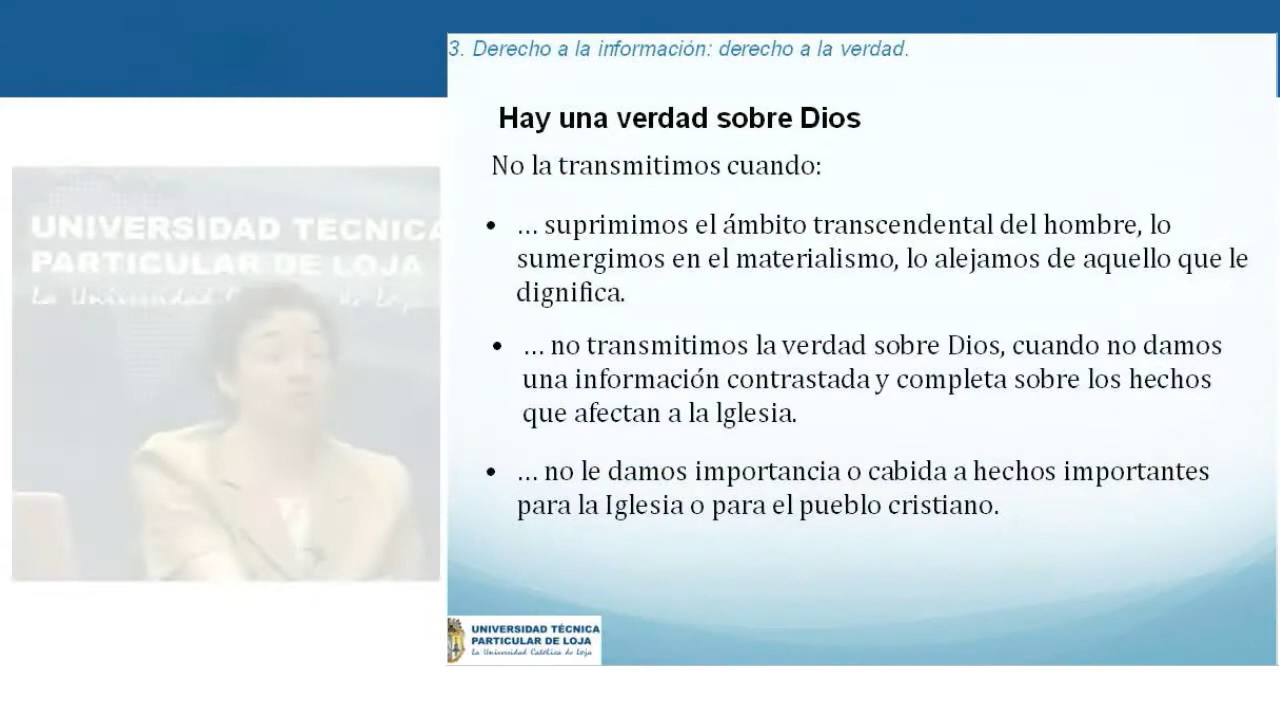 3. Derecho a la información: derecho a la verdad.
Hay una verdad sobre Dios
No la transmitimos cuando:
• ... suprimimos el ámbito transcendental del hombre, lo
sumergimos en el materialismo, lo alejamos de aquello que le
dignifica.
• ... no transmitimos la verdad sobre Dios, cuando no damos
una información contrastada y completa sobre los hechos
que afectan a la Iglesia.
• ... no le damos importancia o cabida a hechos importantes
para la Iglesia o para el pueblo cristiano.
UNIVERSIDAD TÉCNICA
PARTICULAR DE LOJA
La Universidad Católica de Loja
UNIVERSIDAD TÉCNICA
PARTICULAR DE LOJA
La Universidad C de Loja